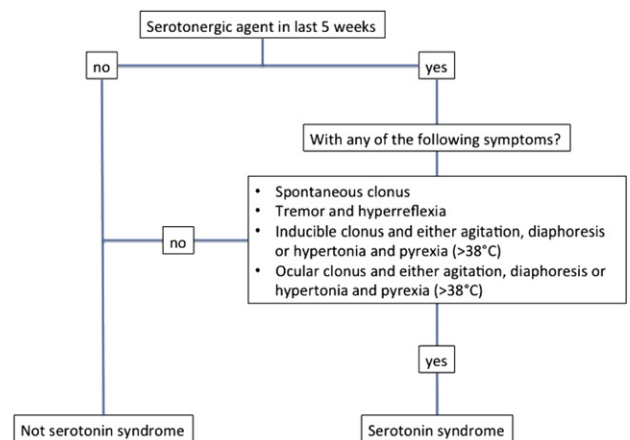 Serotonergic agent in last 5 weeks
no
yes
With any of the following symptoms?
• Spontaneous clonus
• Tremor and hyperreflexia
• Inducible clonus and either agitation, diaphoresis
or hypertonia and pyrexia (>38°C)
• Ocular clonus and either agitation, diaphoresis or
hypertonia and pyrexia (>38°C)
no
yes
Not serotonin syndrome
Serotonin syndrome